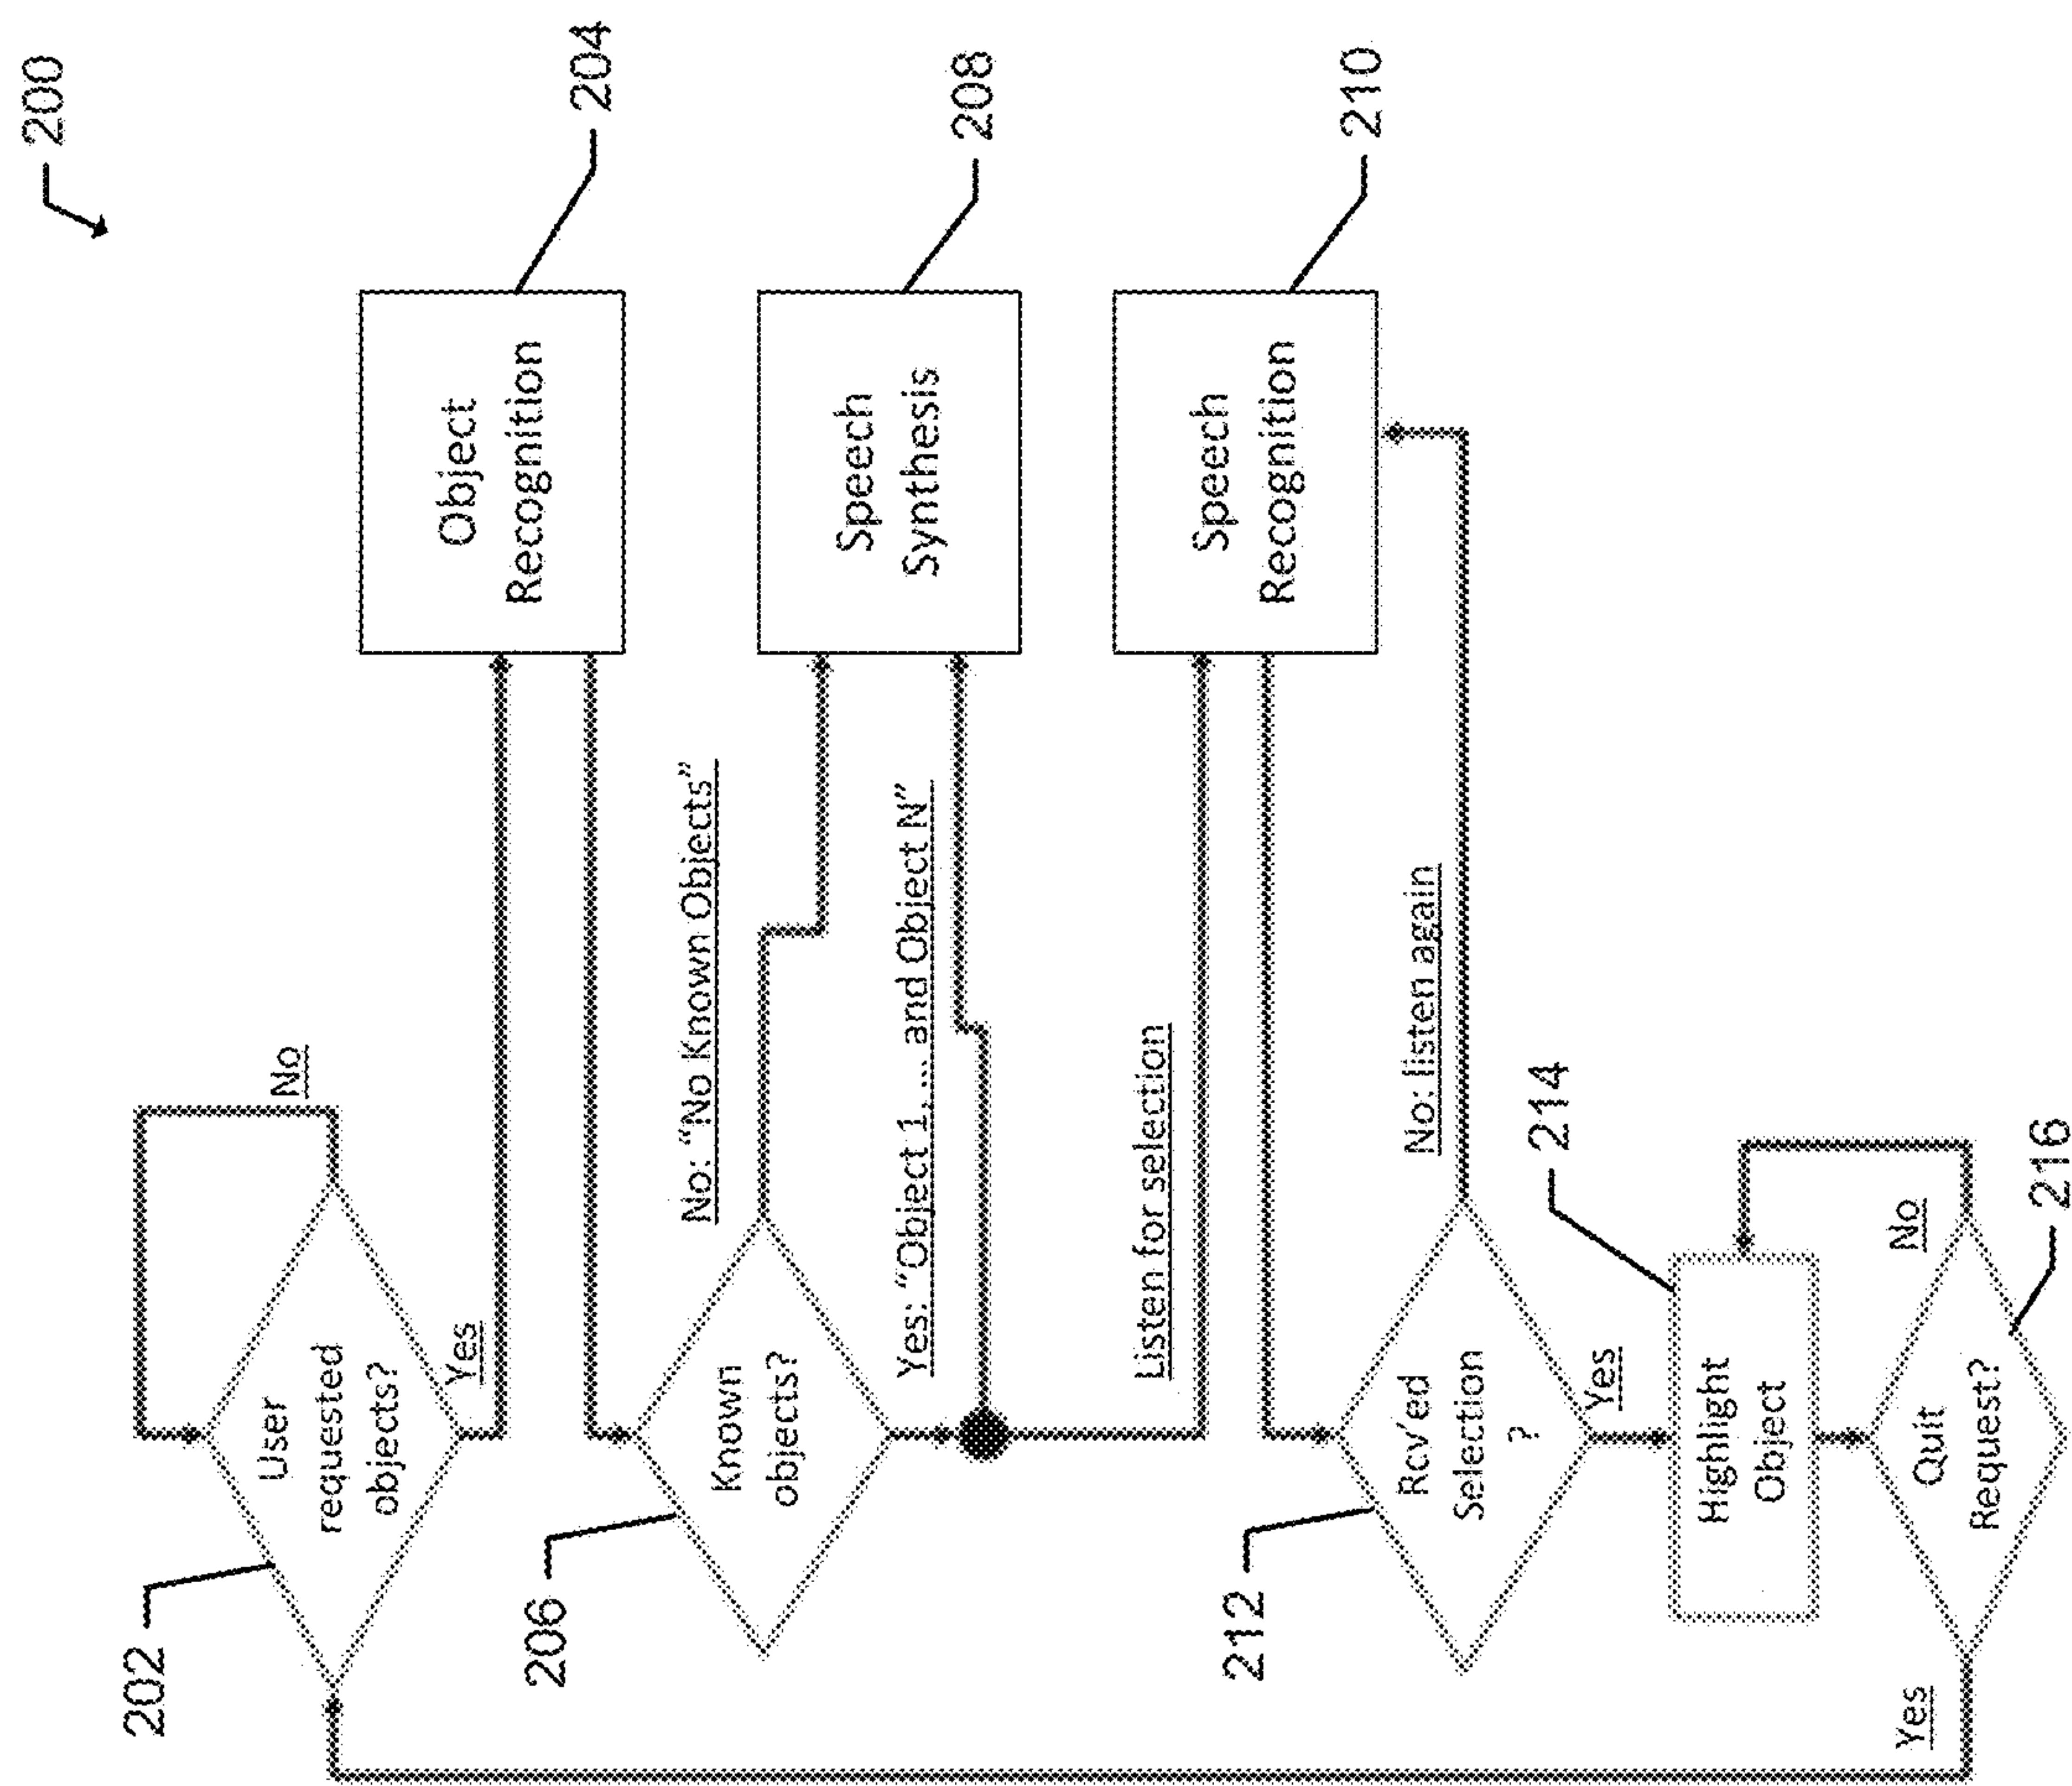 200
202
User
requested
objects?
No
Yes
Object
Recognition
204
206
Known
objects?
No: “No Known Objects”
Yes: “Object 1, ... and Object N”
Speech
Synthesis
208
Listen for selection
Speech
Recognition
210
212
Rcv'ed
Selection
?
No: listen again
Yes
214
Highlight
Object
Quit
Request?
No
216
Yes